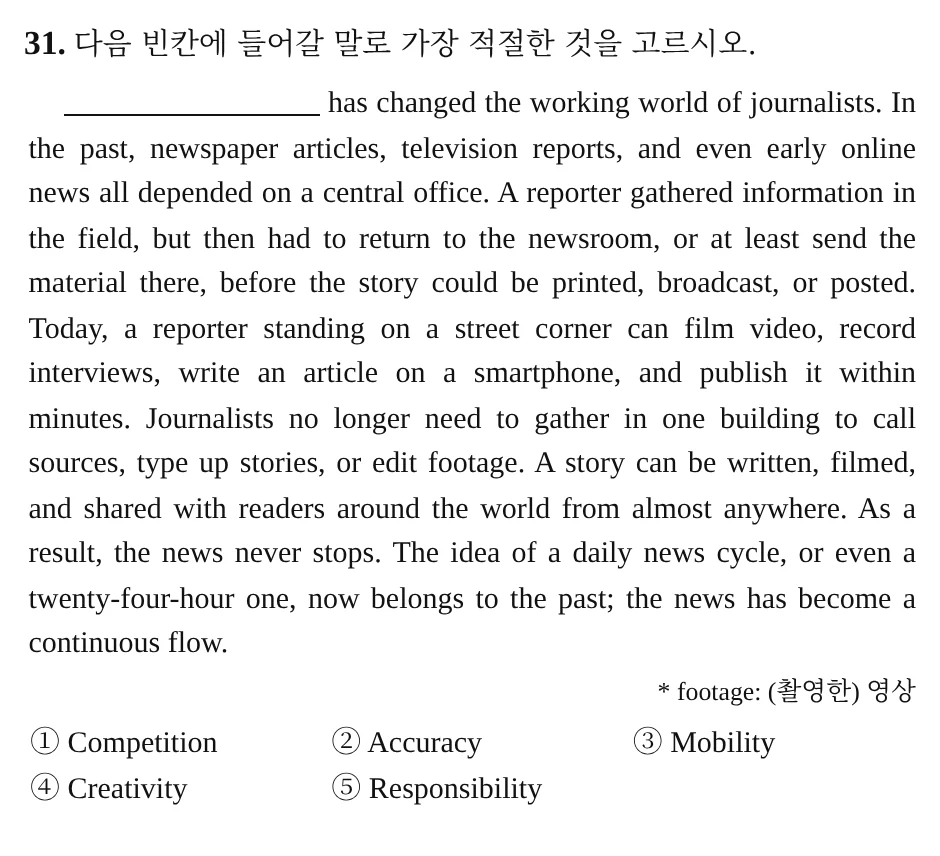 31. 다음 빈칸에 들어갈 말로 가장 적절한 것을 고르시오.
____________ has changed the working world of journalists. In
the past, newspaper articles, television reports, and even early online
news all depended on a central office. A reporter gathered information in
the field, but then had to return to the newsroom, or at least send the
material there, before the story could be printed, broadcast, or posted.
Today, a reporter standing on a street corner can film video, record
interviews, write an article on a smartphone, and publish it within
minutes. Journalists no longer need to gather in one building to call
sources, type up stories, or edit footage. A story can be written, filmed,
and shared with readers around the world from almost anywhere. As a
result, the news never stops. The idea of a daily news cycle, or even a
twenty-four-hour one, now belongs to the past; the news has become a
continuous flow.
* footage: (촬영한) 영상
① Competition ② Accuracy ③ Mobility
④ Creativity ⑤ Responsibility